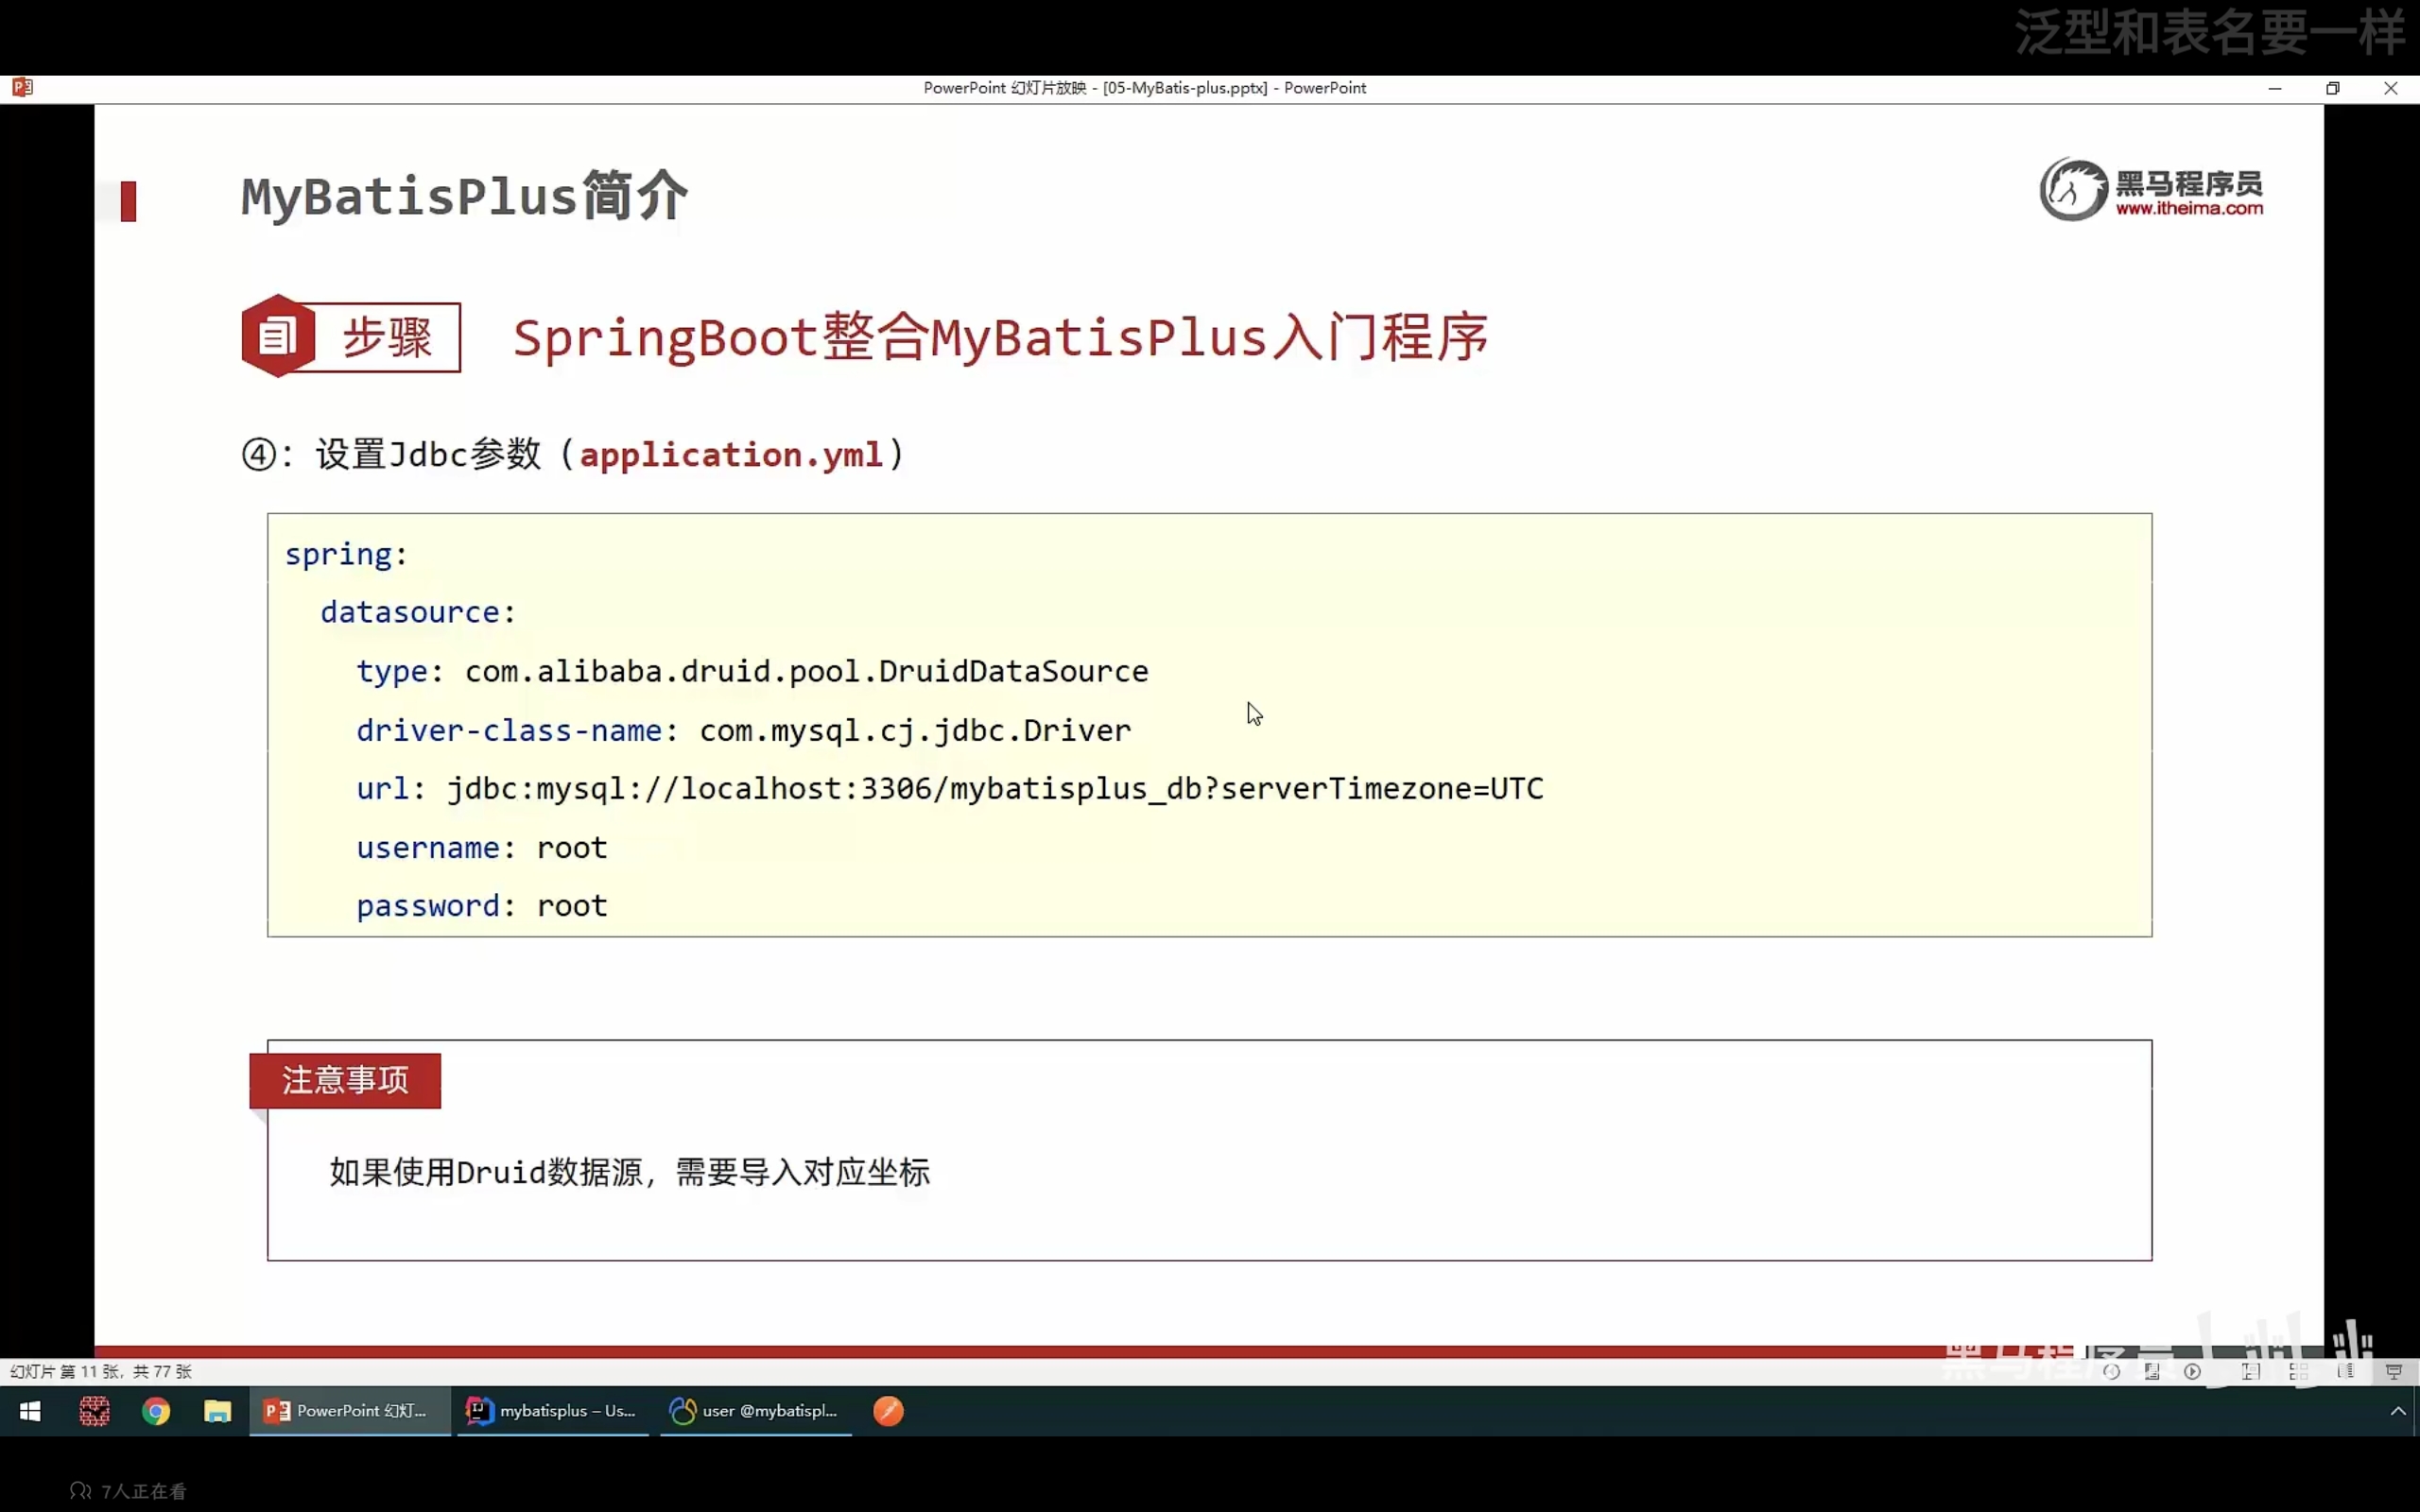 泛型和表名要一样
PowerPoint 幻灯片放映 - [05-MyBatis-plus.pptx] - PowerPoint
MyBatisPlus简介
黑马程序员
www.itheima.com
步骤
SpringBoot整合MyBatisPlus入门程序
④：设置Jdbc参数（application.yml）
spring:
datasource:
type: com.alibaba.druid.pool.DruidDataSource
driver-class-name: com.mysql.cj.jdbc.Driver
url: jdbc:mysql://localhost:3306/mybatisplus_db?serverTimezone=UTC
username: root
password: root
注意事项
如果使用Druid数据源，需要导入对应坐标
黑马程序员
幻灯片 第 11 张，共 77 张
PowerPoint 幻灯...
mybatisplus – Us...
user @mybatispl...
7人正在看